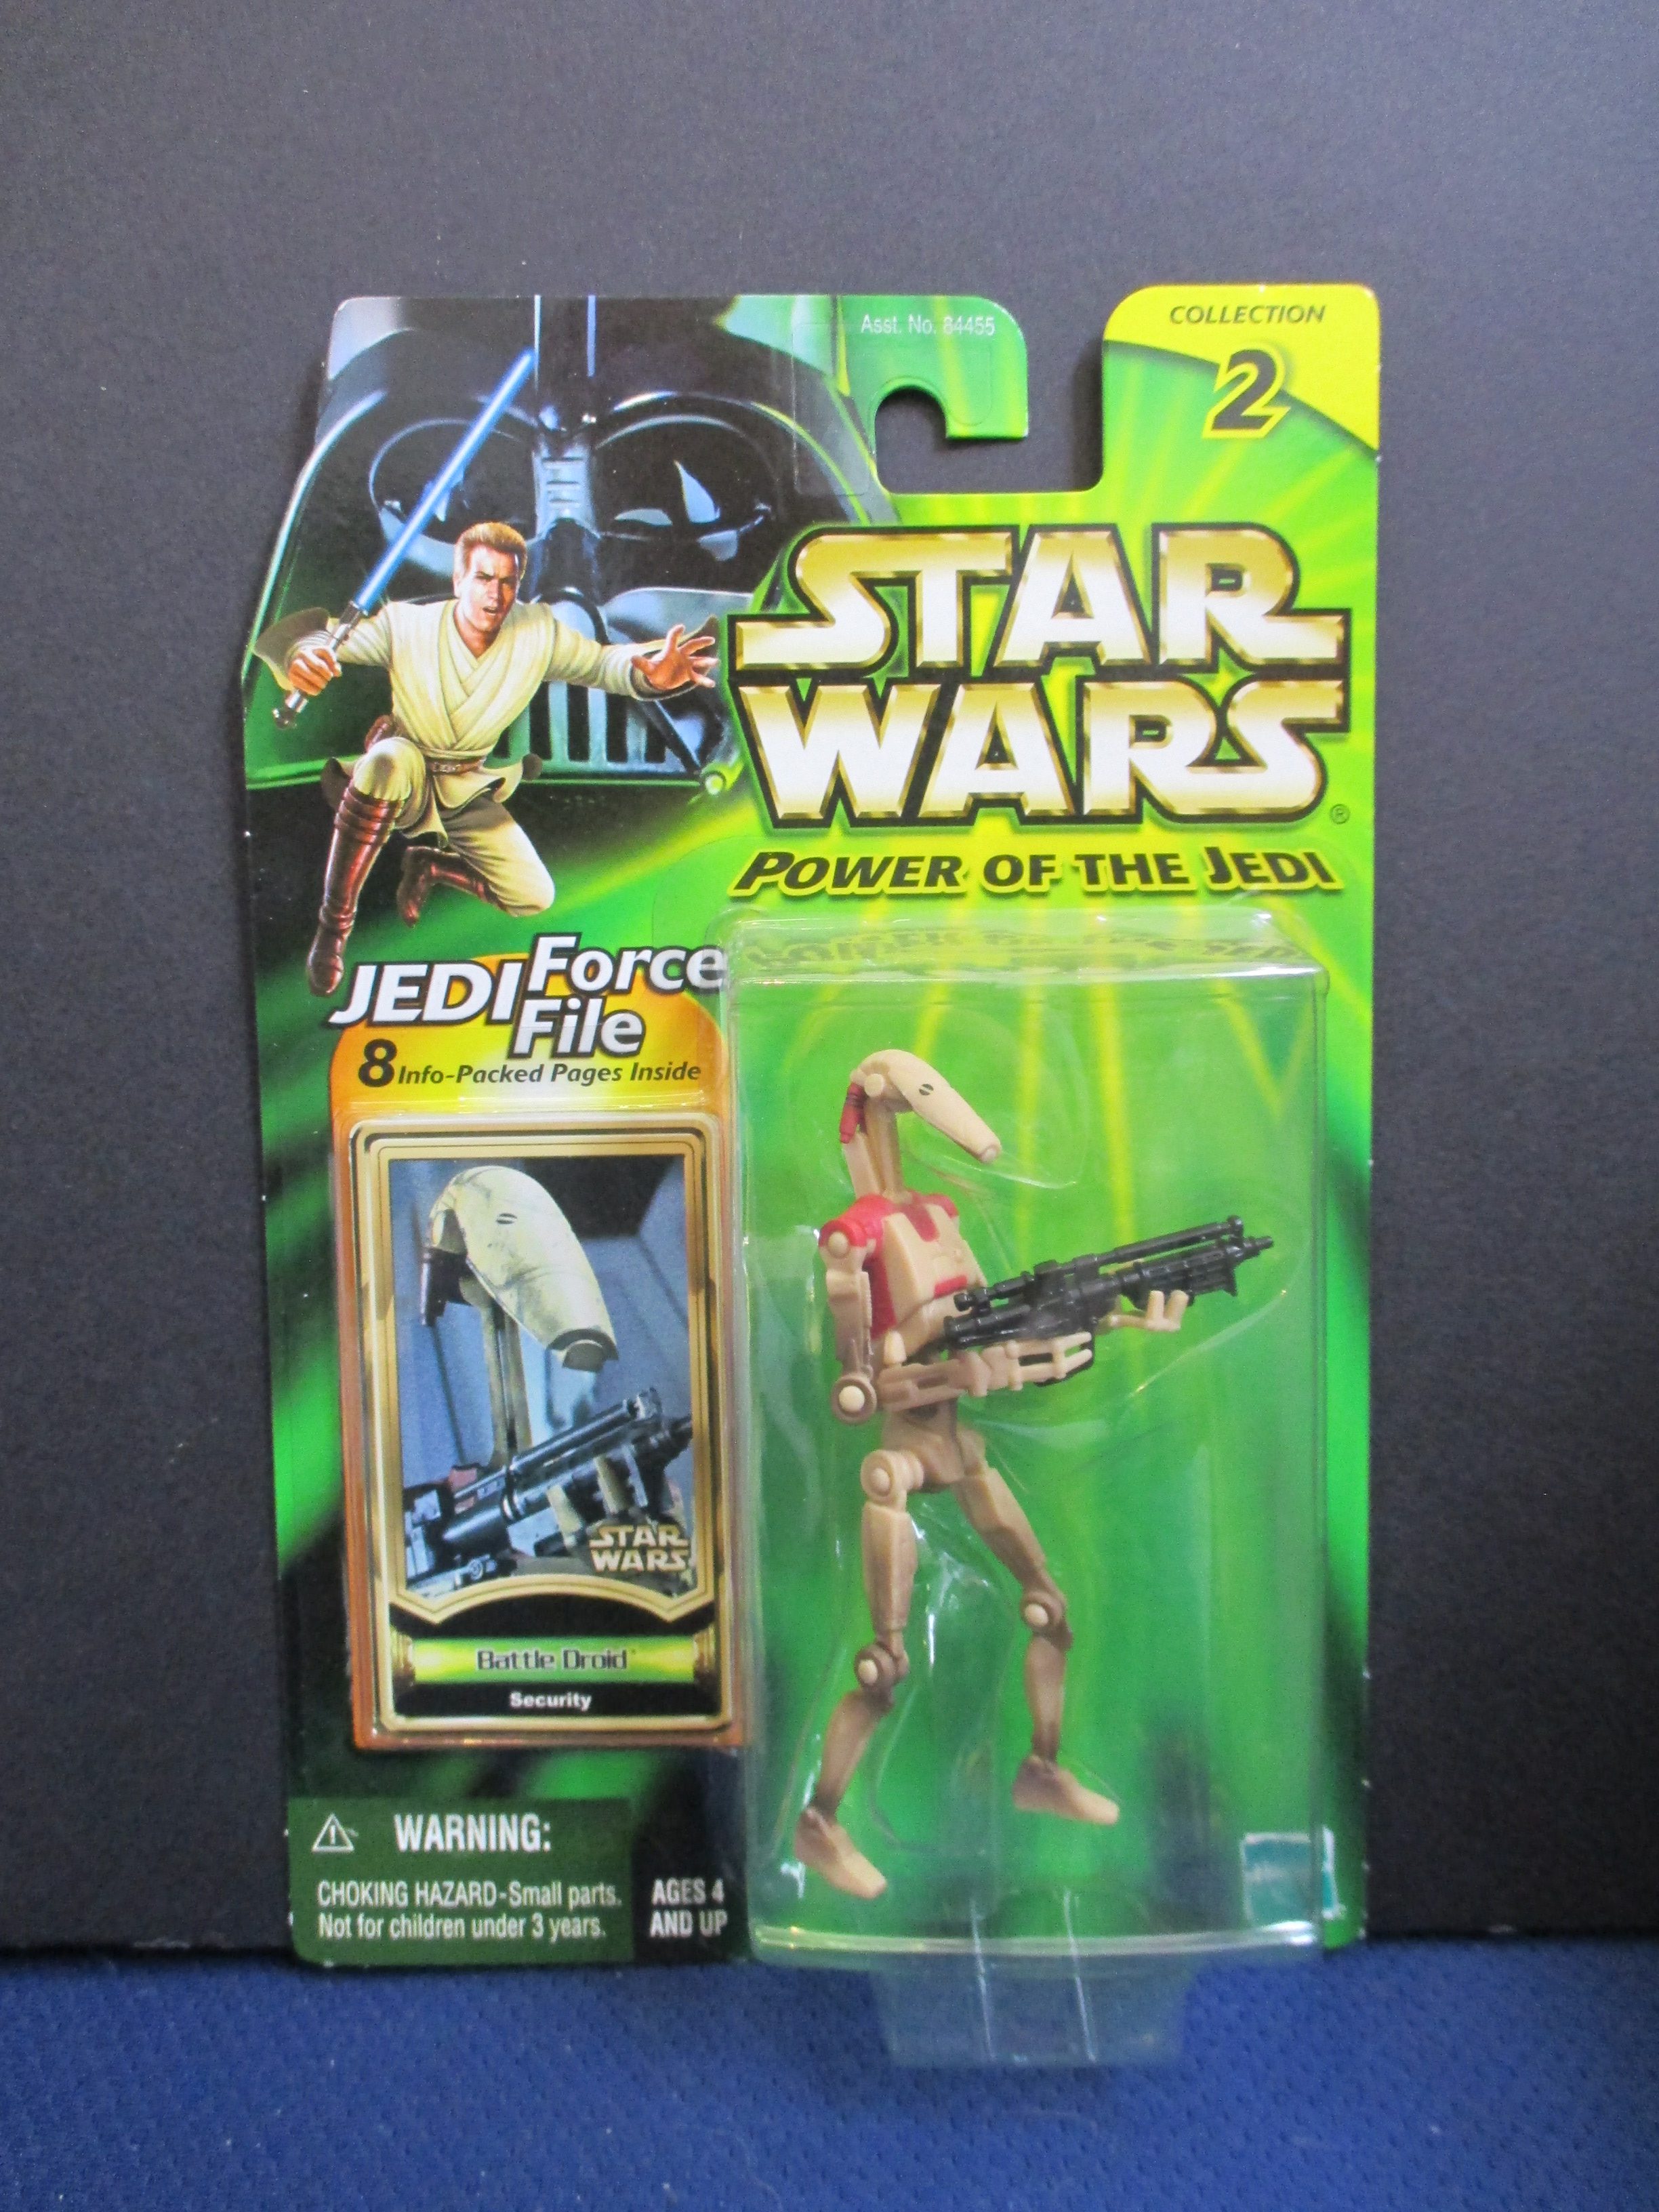 Asst. No. 84455
COLLECTION
2
STAR
WARS®
POWER OF THE JEDI
JEDI Force
File
8 Info-Packed Pages Inside
STAR
WARS
Battle Droid™
Security
WARNING:
CHOKING HAZARD-Small parts.
Not for children under 3 years.
AGES 4
AND UP